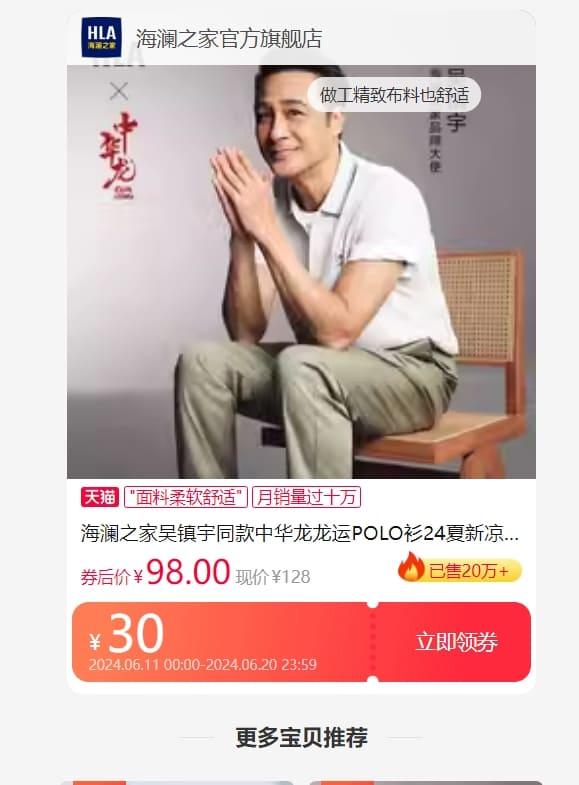 HLA
海澜之家
海澜之家官方旗舰店
HLA
做工精致布料也舒适
×
中华龙
宇
品牌大使
天猫
"面料柔软舒适"
月销量过十万
海澜之家吴镇宇同款中华龙龙运POLO衫24夏新凉...
券后价¥98.00 现价¥128
已售20万+
¥30
立即领券
2024.06.11 00:00-2024.06.20 23:59
更多宝贝推荐